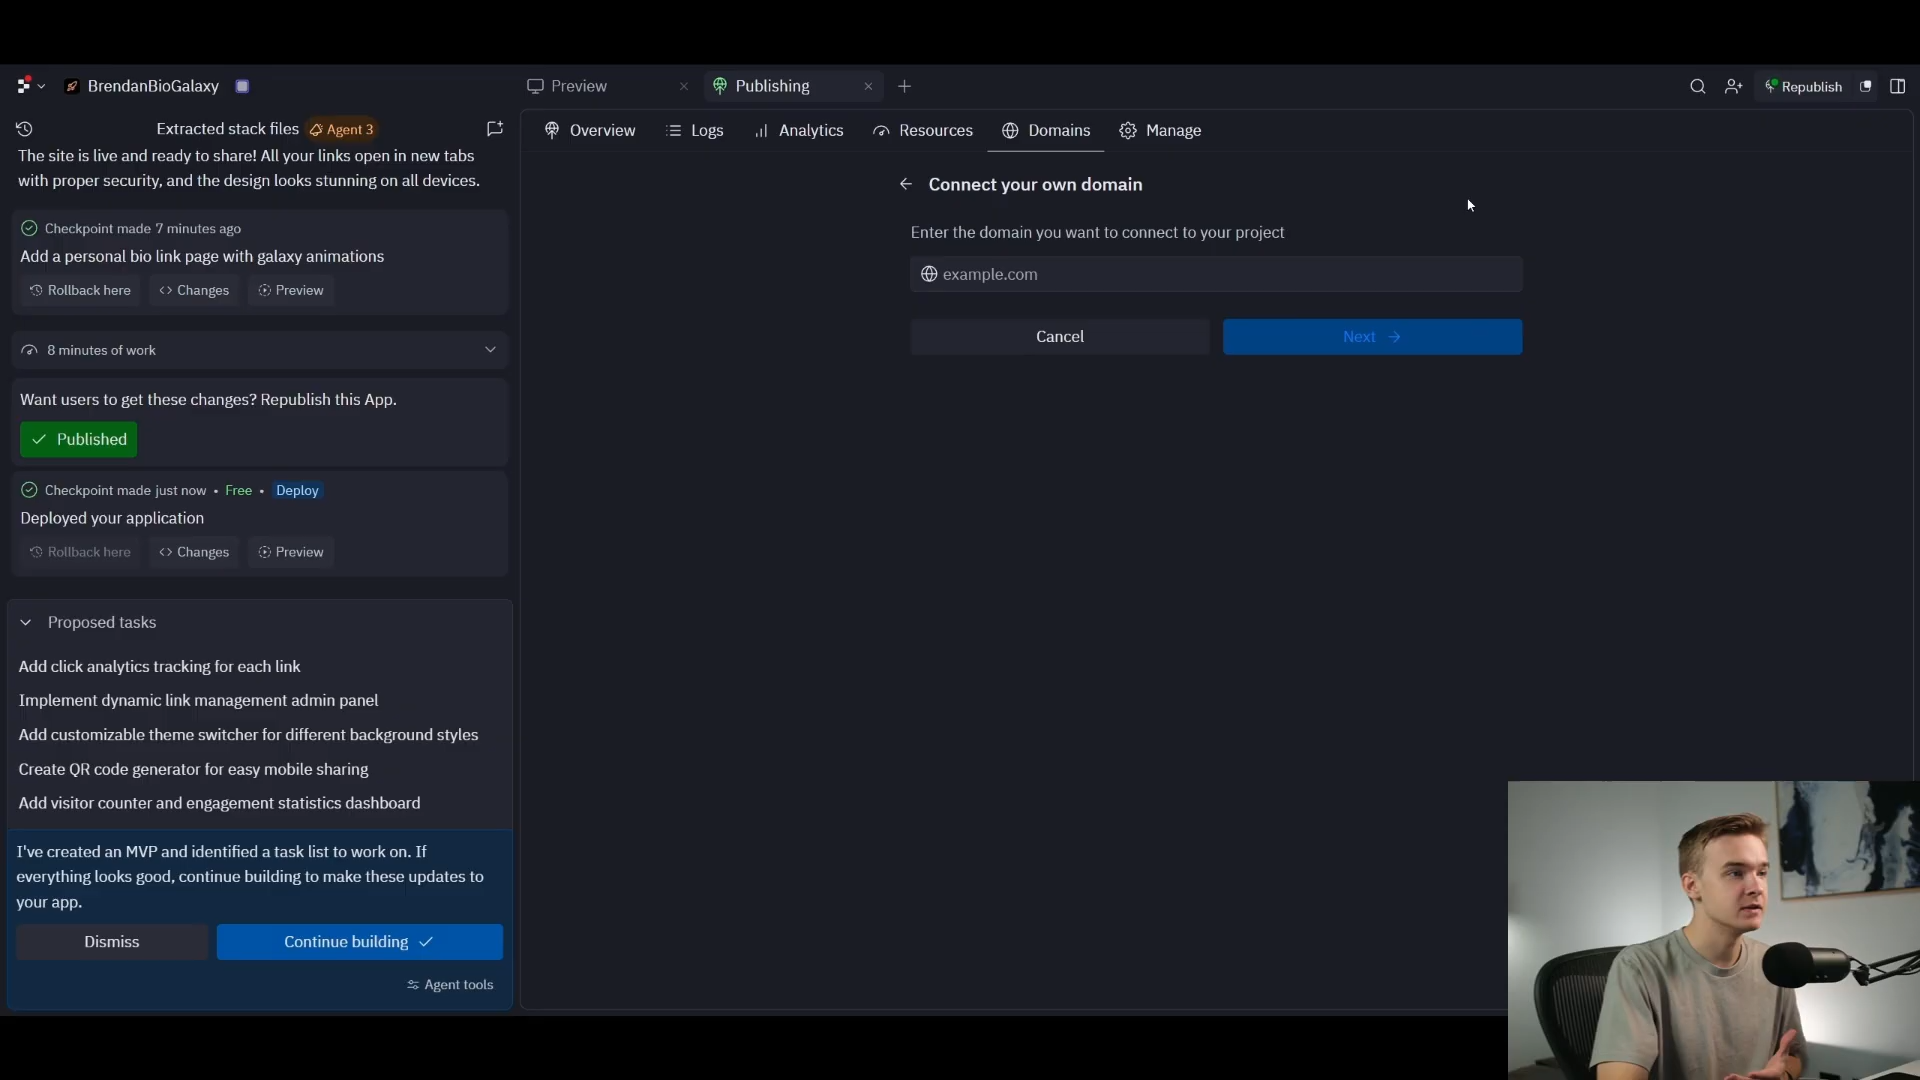 BrendanBioGalaxy
Preview
Publishing
Republish
Extracted stack files Agent 3
The site is live and ready to share! All your links open in new tabs
with proper security, and the design looks stunning on all devices.
Checkpoint made 7 minutes ago
Add a personal bio link page with galaxy animations
Rollback here Changes Preview
8 minutes of work
Want users to get these changes? Republish this App.
Published
Checkpoint made just now • Free • Deploy
Deployed your application
Rollback here Changes Preview
Proposed tasks
Add click analytics tracking for each link
Implement dynamic link management admin panel
Add customizable theme switcher for different background styles
Create QR code generator for easy mobile sharing
Add visitor counter and engagement statistics dashboard
I've created an MVP and identified a task list to work on. If
everything looks good, continue building to make these updates to
your app.
Dismiss Continue building
Agent tools
Overview Logs Analytics Resources Domains Manage
Connect your own domain
Enter the domain you want to connect to your project
example.com
Cancel Next